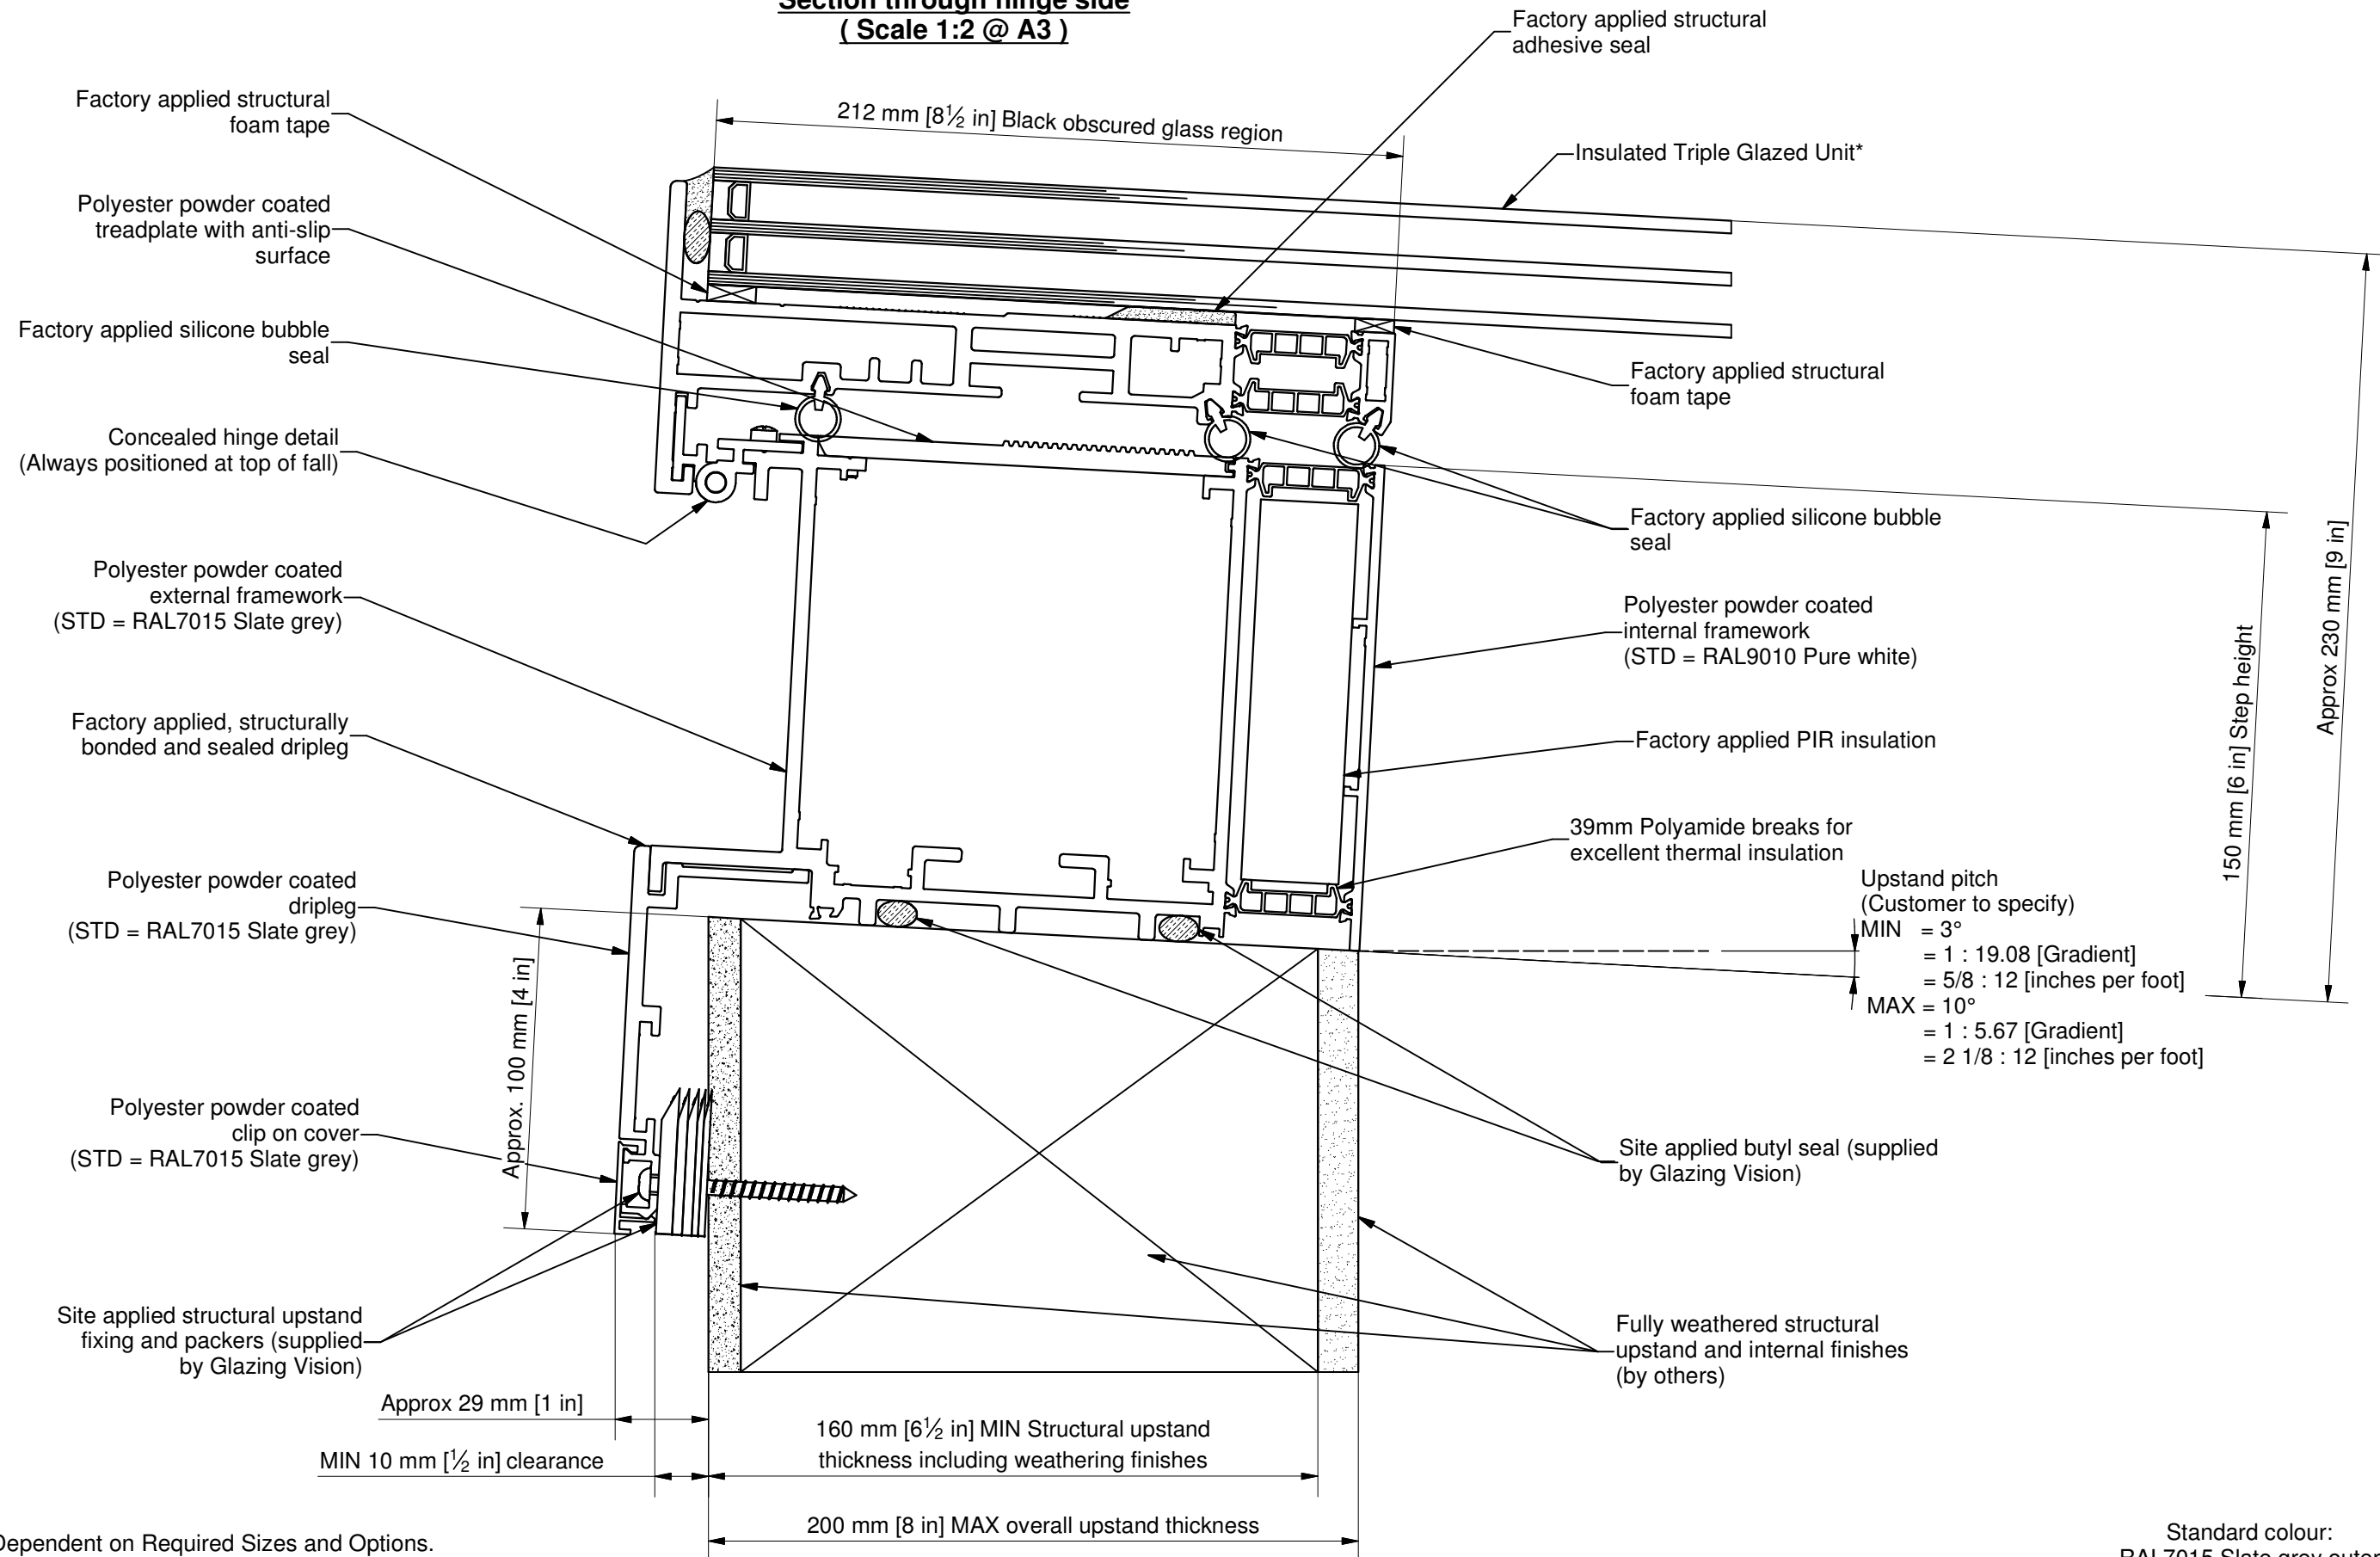 Section through hinge side
( Scale 1:2 @ A3 )
Factory applied structural
adhesive seal
Factory applied structural
foam tape
212 mm [8½ in] Black obscured glass region
Insulated Triple Glazed Unit*
Polyester powder coated
treadplate with anti-slip
surface
Factory applied silicone bubble
seal
Factory applied structural
foam tape
Concealed hinge detail
(Always positioned at top of fall)
Factory applied silicone bubble
seal
Polyester powder coated
external framework
(STD = RAL7015 Slate grey)
Polyester powder coated
internal framework
(STD = RAL9010 Pure white)
150 mm [6 in] Step height
Approx 230 mm [9 in]
Factory applied, structurally
bonded and sealed dripleg
Factory applied PIR insulation
39mm Polyamide breaks for
excellent thermal insulation
Polyester powder coated
dripleg
(STD = RAL7015 Slate grey)
Upstand pitch
(Customer to specify)
MIN = 3°
= 1 : 19.08 [Gradient]
= 5/8 : 12 [inches per foot]
MAX = 10°
= 1 : 5.67 [Gradient]
= 2 1/8 : 12 [inches per foot]
Approx. 100 mm [4 in]
Polyester powder coated
clip on cover
(STD = RAL7015 Slate grey)
Site applied butyl seal (supplied
by Glazing Vision)
Site applied structural upstand
fixing and packers (supplied
by Glazing Vision)
Fully weathered structural
upstand and internal finishes
(by others)
Approx 29 mm [1 in]
MIN 10 mm [½ in] clearance
160 mm [6½ in] MIN Structural upstand
thickness including weathering finishes
200 mm [8 in] MAX overall upstand thickness
Dependent on Required Sizes and Options.
Standard colour:
RAL7015 Slate grey